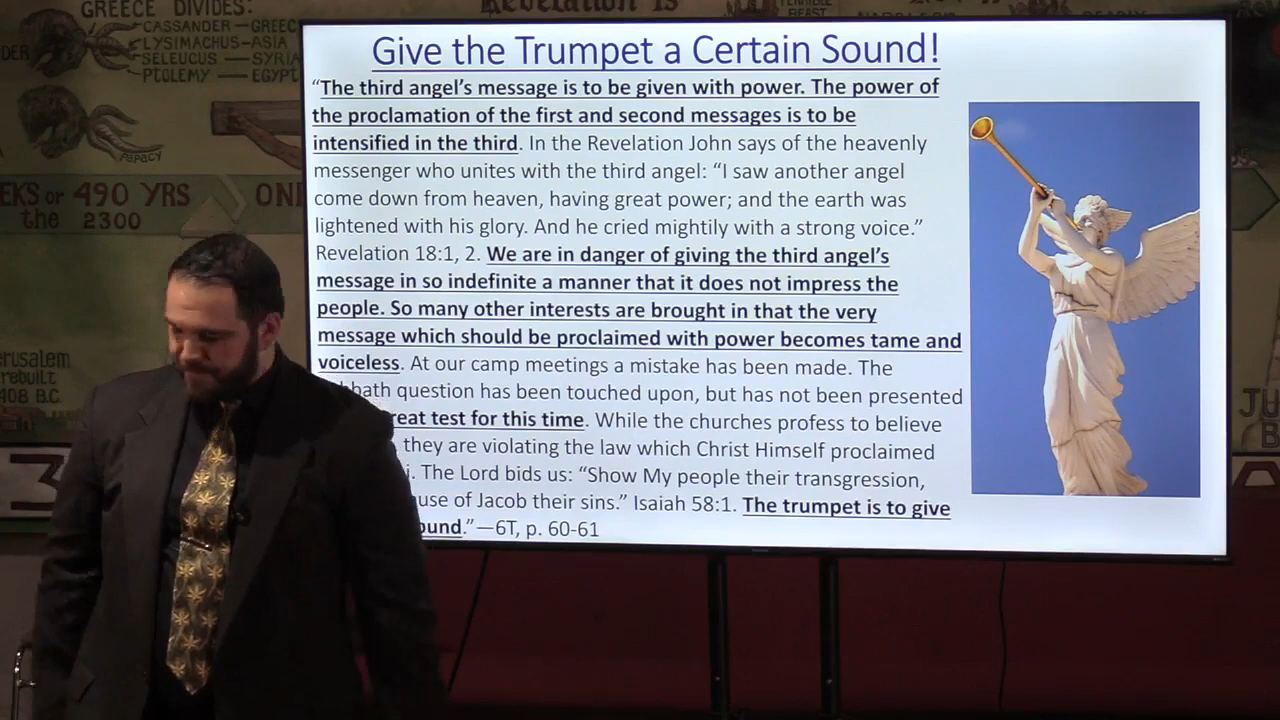 GREECE DIVIDES:
CASSANDER—GREECE
LYSIMACHUS—ASIA
SELEUCUS — SYRIA
PTOLEMY — EGYPT
PAPACY
EKS or 490 YRS
ONE
the 2300
erusalem
rebuilt
408 B.C.
3
Revelation is
Give the Trumpet a Certain Sound!
“The third angel’s message is to be given with power. The power of
the proclamation of the first and second messages is to be
intensified in the third. In the Revelation John says of the heavenly
messenger who unites with the third angel: “I saw another angel
come down from heaven, having great power; and the earth was
lightened with his glory. And he cried mightily with a strong voice.”
Revelation 18:1, 2. We are in danger of giving the third angel’s
message in so indefinite a manner that it does not impress the
people. So many other interests are brought in that the very
message which should be proclaimed with power becomes tame and
voiceless. At our camp meetings a mistake has been made. The
bath question has been touched upon, but has not been presented
reat test for this time. While the churches profess to believe
they are violating the law which Christ Himself proclaimed
i. The Lord bids us: “Show My people their transgression,
use of Jacob their sins.” Isaiah 58:1. The trumpet is to give
ound.”—6T, p. 60-61